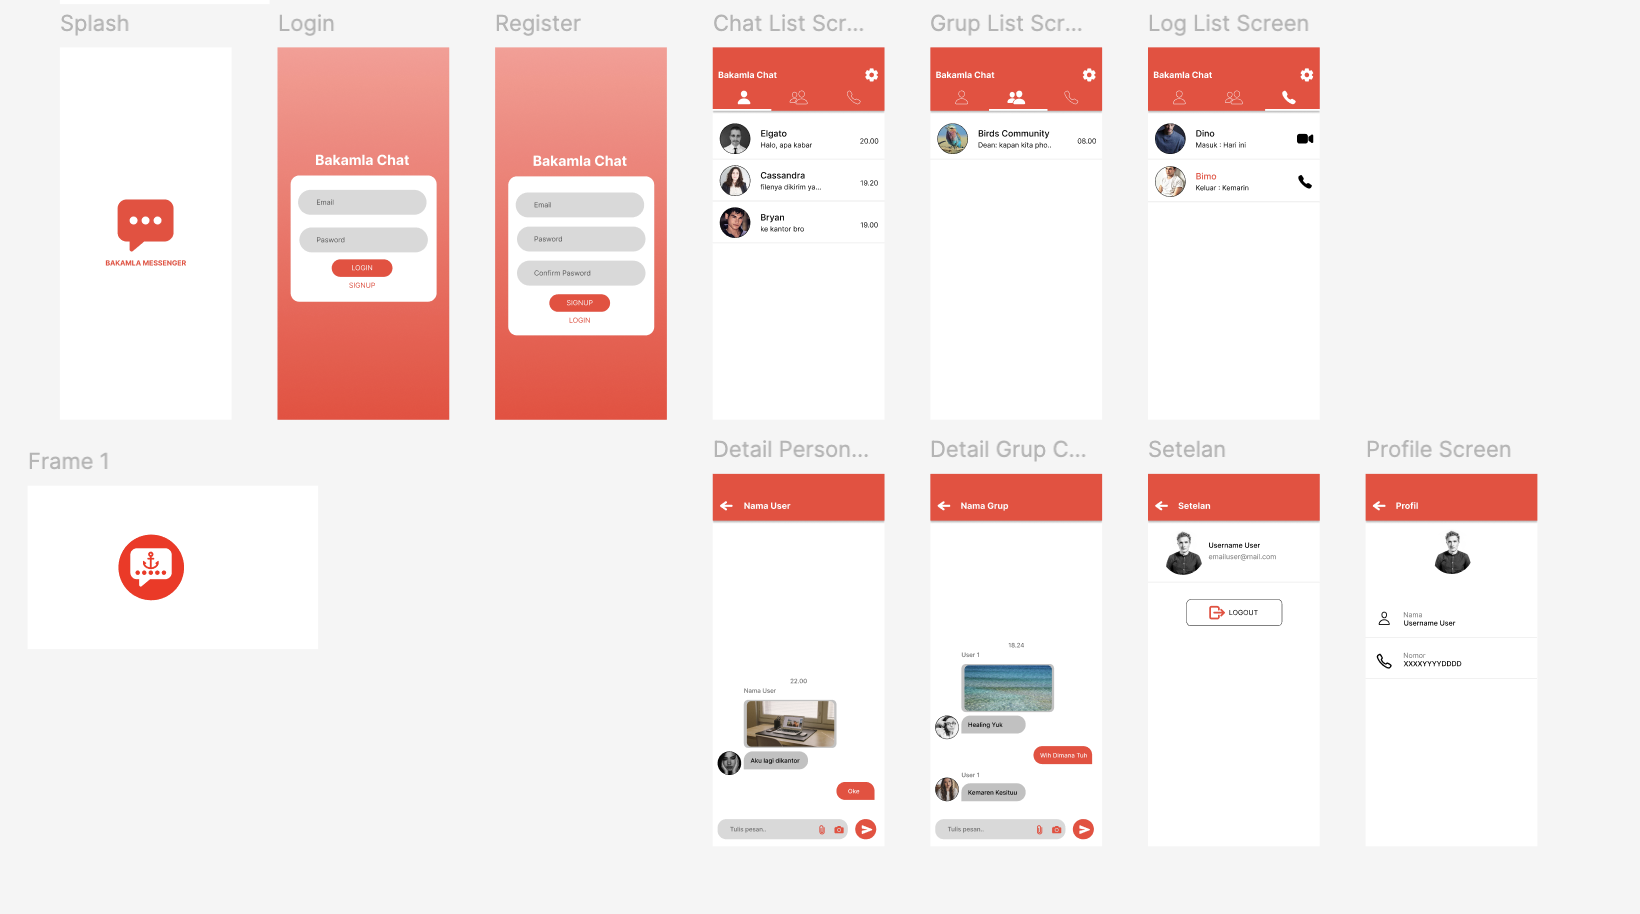 Splash
BAKAMLA MESSENGER
Login
Bakamla Chat
Email
Pasword
LOGIN
SIGNUP
Register
Bakamla Chat
Email
Pasword
Confirm Pasword
SIGNUP
LOGIN
Chat List Scr...
Bakamla Chat
Elgato
Halo, apa kabar
20.00
Cassandra
filenya dikirim ya...
19.20
Bryan
ke kantor bro
19.00
Grup List Scr...
Bakamla Chat
Birds Community
Dean: kapan kita pho..
08.00
Log List Screen
Bakamla Chat
Dino
Masuk : Hari ini
Bimo
Keluar : Kemarin
Frame 1
Detail Person...
Nama User
22.00
Nama User
Aku lagi dikantor
Oke
Tulis pesan..
Detail Grup C...
Nama Grup
18.24
User 1
Healing Yuk
Wih Dimana Tuh
User 1
Kemaren Kesituu
Tulis pesan..
Setelan
Setelan
Username User
emailuser@mail.com
LOGOUT
Profile Screen
Profil
Nama
Username User
Nomor
XXXXYYYYDDDD